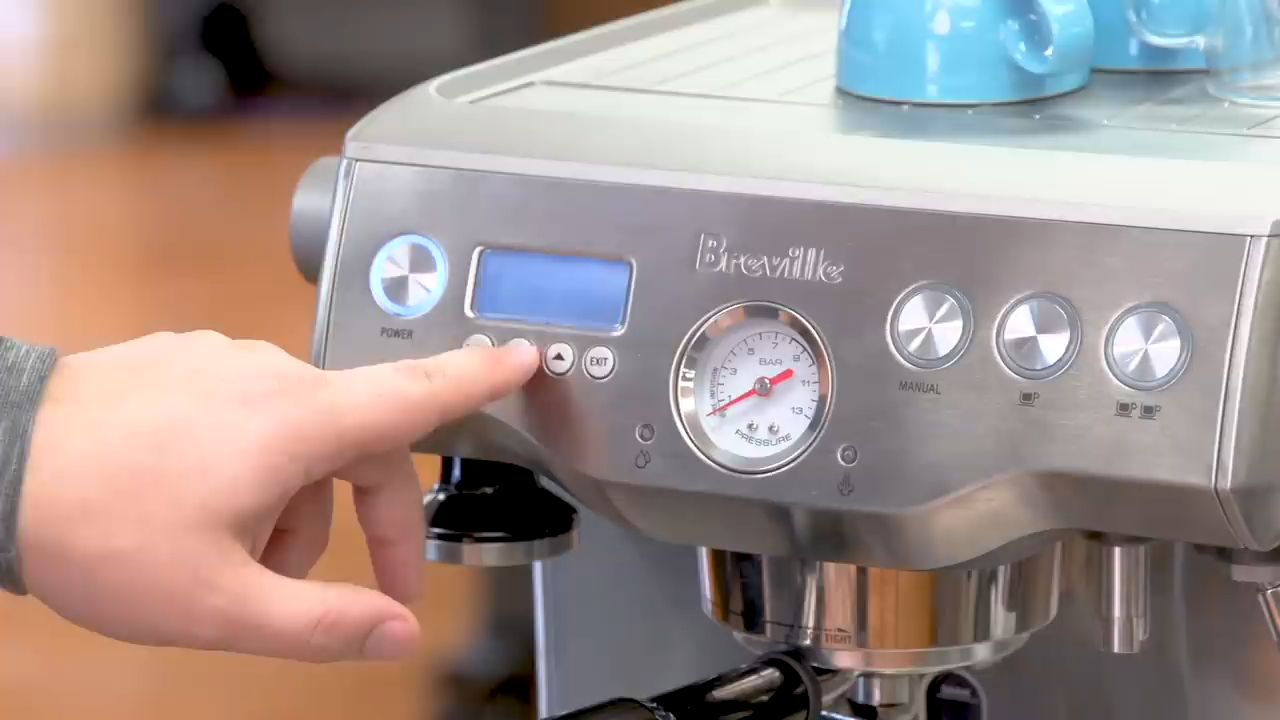 Breville
POWER
EXIT
BAR
1
3
5
7
9
11
13
PRESSURE
MANUAL
TIGHT